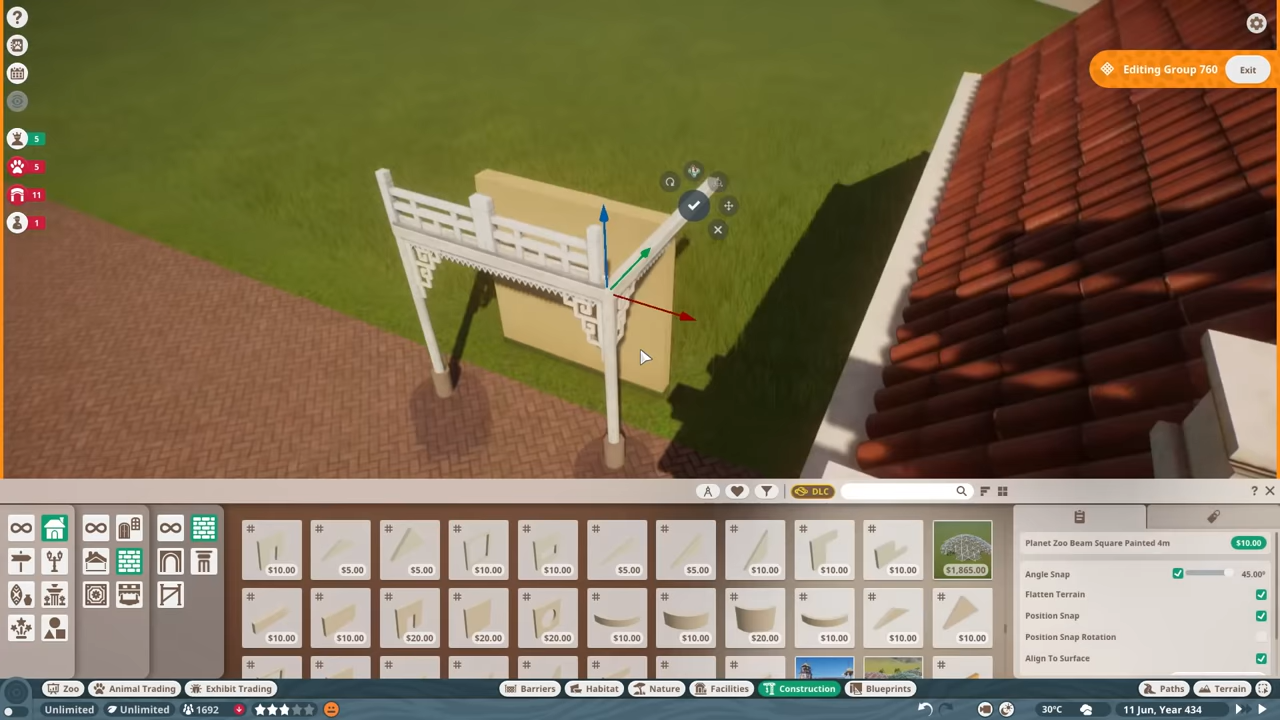 ?
Editing Group 760
Exit
5
5
11
1
DLC
?
$10.00
$5.00
$5.00
$10.00
$10.00
$5.00
$5.00
$10.00
$10.00
$10.00
$1,865.00
$10.00
$10.00
$20.00
$20.00
$10.00
$10.00
$10.00
$20.00
$10.00
$10.00
$10.00
Planet Zoo Beam Square Painted 4m
$10.00
Angle Snap
45.00°
Flatten Terrain
Position Snap
Position Snap Rotation
Align To Surface
Zoo
Animal Trading
Exhibit Trading
Barriers
Habitat
Nature
Facilities
Construction
Blueprints
Paths
Terrain
Unlimited
Unlimited
1692
30°C
11 Jun, Year 434